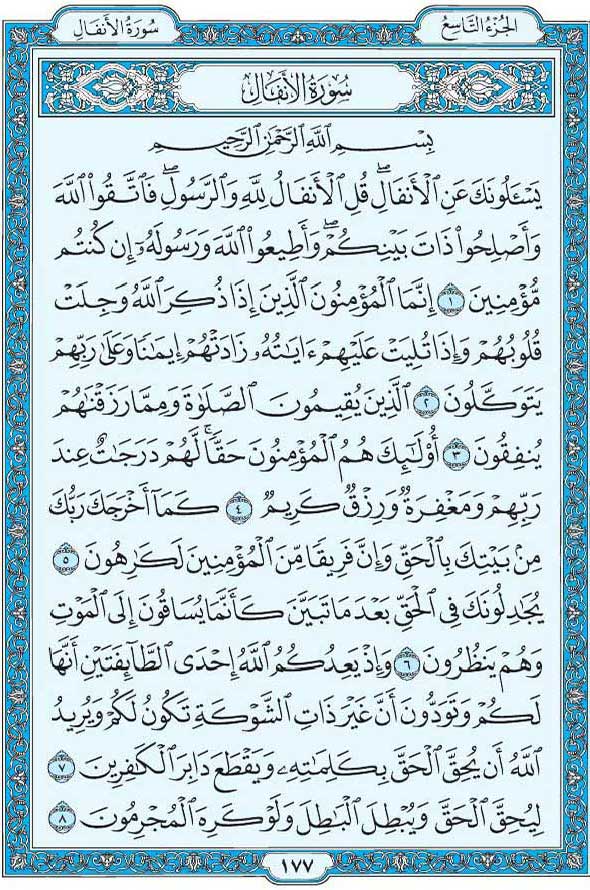 الجُزْءُ التَّاسِعُ
سُورَةُ الأَنفَالِ
سُورَةُ الأَنفَالِ
بِسْمِ اللَّهِ الرَّحْمَٰنِ الرَّحِيمِ
يَسْـَٔلُونَكَ عَنِ ٱلْأَنفَالِۖ قُلِ ٱلْأَنفَالُ لِلَّهِ وَٱلرَّسُولِۖ فَٱتَّقُوا۟ ٱللَّهَ
وَأَصْلِحُوا۟ ذَاتَ بَيْنِكُمْۖ وَأَطِيعُوا۟ ٱللَّهَ وَرَسُولَهُۥٓ إِن كُنتُم
مُّؤْمِنِينَ ١ إِنَّمَا ٱلْمُؤْمِنُونَ ٱلَّذِينَ إِذَا ذُكِرَ ٱللَّهُ وَجِلَتْ
قُلُوبُهُمْ وَإِذَا تُلِيَتْ عَلَيْهِمْ ءَايَٰتُهُۥ زَادَتْهُمْ إِيمَٰنًا وَعَلَىٰ رَبِّهِمْ
يَتَوَكَّلُونَ ٢ ٱلَّذِينَ يُقِيمُونَ ٱلصَّلَوٰةَ وَمِمَّا رَزَقْنَٰهُمْ
يُنفِقُونَ ٣ أُو۟لَٰٓئِكَ هُمُ ٱلْمُؤْمِنُونَ حَقًّاۚ لَّهُمْ دَرَجَٰتٌ عِندَ
رَبِّهِمْ وَمَغْفِرَةٌ وَرِزْقٌ كَرِيمٌ ٤ كَمَآ أَخْرَجَكَ رَبُّكَ
مِنۢ بَيْتِكَ بِٱلْحَقِّ وَإِنَّ فَرِيقًا مِّنَ ٱلْمُؤْمِنِينَ لَكَٰرِهُونَ ٥
يُجَٰدِلُونَكَ فِى ٱلْحَقِّ بَعْدَ مَا تَبَيَّنَ كَأَنَّمَا يُسَاقُونَ إِلَى ٱلْمَوْتِ
وَهُمْ يَنظُرُونَ ٦ وَإِذْ يَعِدُكُمُ ٱللَّهُ إِحْدَى ٱلطَّآئِفَتَيْنِ أَنَّهَا
لَكُمْ وَتَوَدُّونَ أَنَّ غَيْرَ ذَاتِ ٱلشَّوْكَةِ تَكُونُ لَكُمْ وَيُرِيدُ
ٱللَّهُ أَن يُحِقَّ ٱلْحَقَّ بِكَلِمَٰتِهِۦ وَيَقْطَعَ دَابِرَ ٱلْكَٰفِرِينَ ٧
لِيُحِقَّ ٱلْحَقَّ وَيُبْطِلَ ٱلْبَٰطِلَ وَلَوْ كَرِهَ ٱلْمُجْرِمُونَ ٨
١٧٧